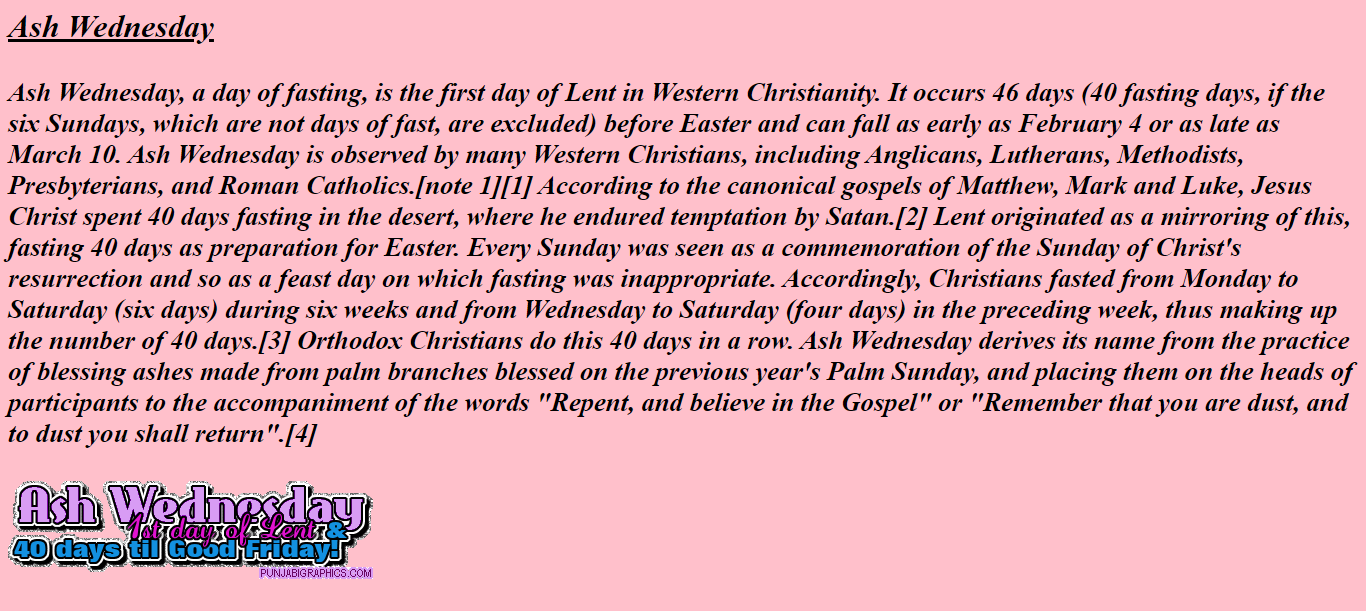 Ash Wednesday
Ash Wednesday, a day of fasting, is the first day of Lent in Western Christianity. It occurs 46 days (40 fasting days, if the
six Sundays, which are not days of fast, are excluded) before Easter and can fall as early as February 4 or as late as
March 10. Ash Wednesday is observed by many Western Christians, including Anglicans, Lutherans, Methodists,
Presbyterians, and Roman Catholics.[note 1][1] According to the canonical gospels of Matthew, Mark and Luke, Jesus
Christ spent 40 days fasting in the desert, where he endured temptation by Satan.[2] Lent originated as a mirroring of this,
fasting 40 days as preparation for Easter. Every Sunday was seen as a commemoration of the Sunday of Christ's
resurrection and so as a feast day on which fasting was inappropriate. Accordingly, Christians fasted from Monday to
Saturday (six days) during six weeks and from Wednesday to Saturday (four days) in the preceding week, thus making up
the number of 40 days.[3] Orthodox Christians do this 40 days in a row. Ash Wednesday derives its name from the practice
of blessing ashes made from palm branches blessed on the previous year's Palm Sunday, and placing them on the heads of
participants to the accompaniment of the words "Repent, and believe in the Gospel" or "Remember that you are dust, and
to dust you shall return".[4]
Ash Wednesday
1st day of Lent &
40 days til Good Friday!
PUNJABIGRAPHICS.COM